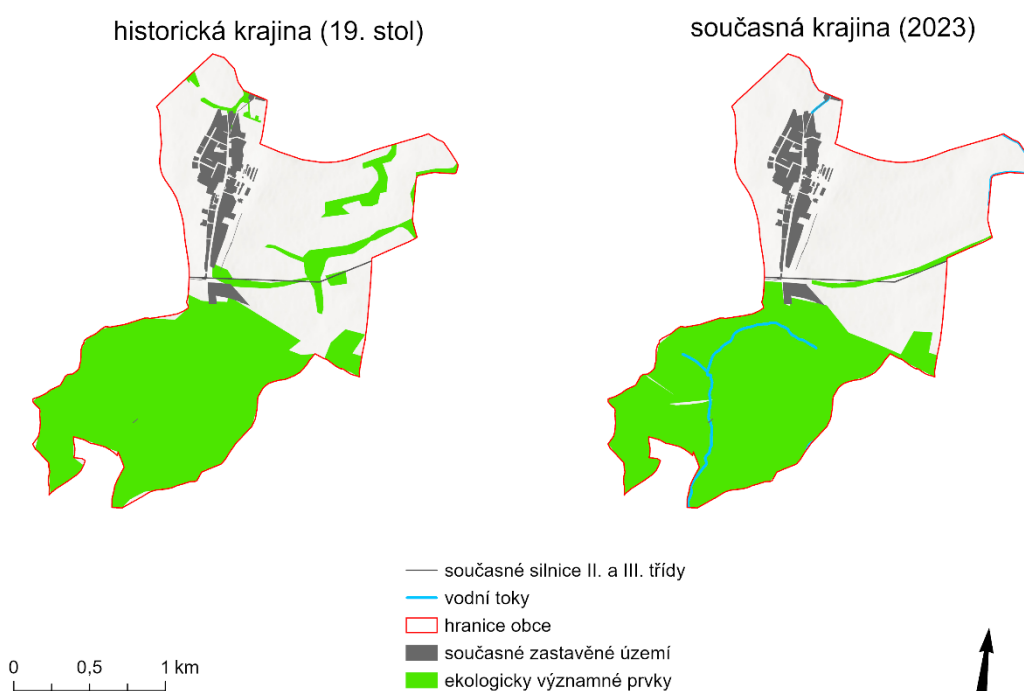 historická krajina (19. stol)
současná krajina (2023)
současné silnice II. a III. třídy
vodní toky
hranice obce
současné zastavěné území
ekologicky významné prvky
0 0,5 1 km